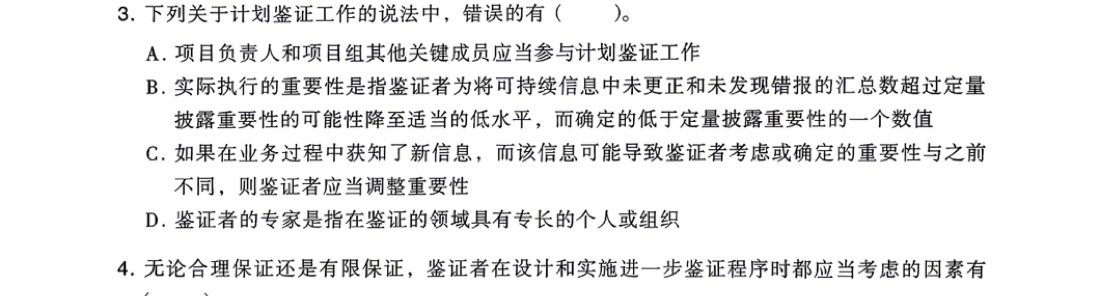 3. 下列关于计划鉴证工作的说法中，错误的有（　　）。
A. 项目负责人和项目组其他关键成员应当参与计划鉴证工作
B. 实际执行的重要性是指鉴证者为将可持续信息中未更正和未发现错报的汇总数超过定量
披露重要性的可能性降至适当的低水平，而确定的低于定量披露重要性的一个数值
C. 如果在业务过程中获知了新信息，而该信息可能导致鉴证者考虑或确定的重要性与之前
不同，则鉴证者应当调整重要性
D. 鉴证者的专家是指在鉴证的领域具有专长的个人或组织
4. 无论合理保证还是有限保证，鉴证者在设计和实施进一步鉴证程序时都应当考虑的因素有